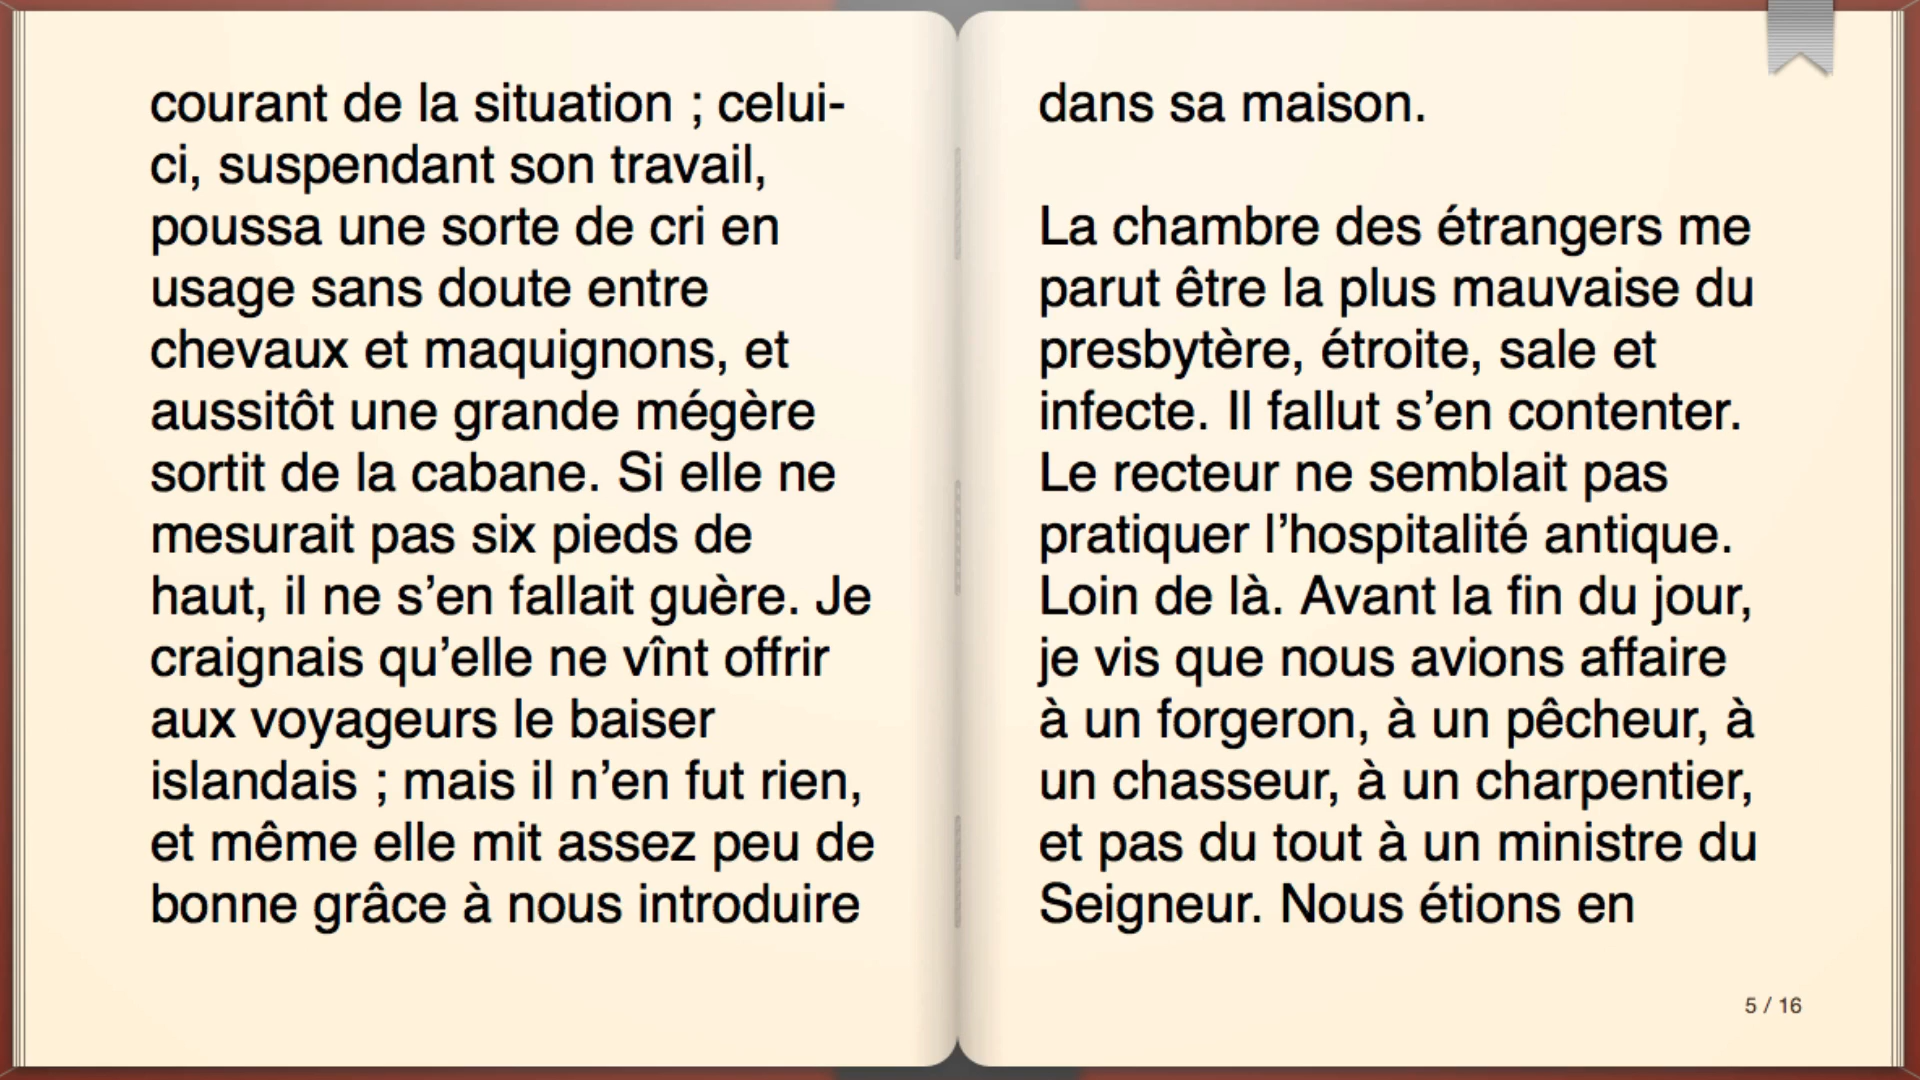 courant de la situation ; celui-
ci, suspendant son travail,
poussa une sorte de cri en
usage sans doute entre
chevaux et maquignons, et
aussitôt une grande mégère
sortit de la cabane. Si elle ne
mesurait pas six pieds de
haut, il ne s’en fallait guère. Je
craignais qu’elle ne vînt offrir
aux voyageurs le baiser
islandais ; mais il n’en fut rien,
et même elle mit assez peu de
bonne grâce à nous introduire
dans sa maison.
La chambre des étrangers me
parut être la plus mauvaise du
presbytère, étroite, sale et
infecte. Il fallut s’en contenter.
Le recteur ne semblait pas
pratiquer l’hospitalité antique.
Loin de là. Avant la fin du jour,
je vis que nous avions affaire
à un forgeron, à un pêcheur, à
un chasseur, à un charpentier,
et pas du tout à un ministre du
Seigneur. Nous étions en
5 / 16